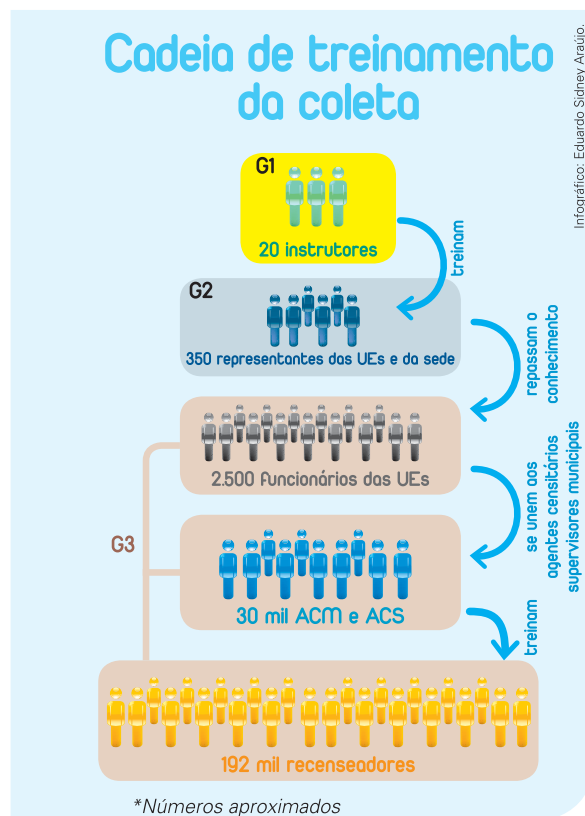 Cadeia de treinamento
da coleta
Infográfico: Eduardo Sidney Araújo.
G1
20 instrutores
treinam
G2
350 representantes das UEs e da sede
repassam o
conhecimento
2.500 funcionários das UEs
se unem aos
agentes censitários
supervisores municipais
G3
30 mil ACM e ACS
treinam
192 mil recenseadores
*Números aproximados